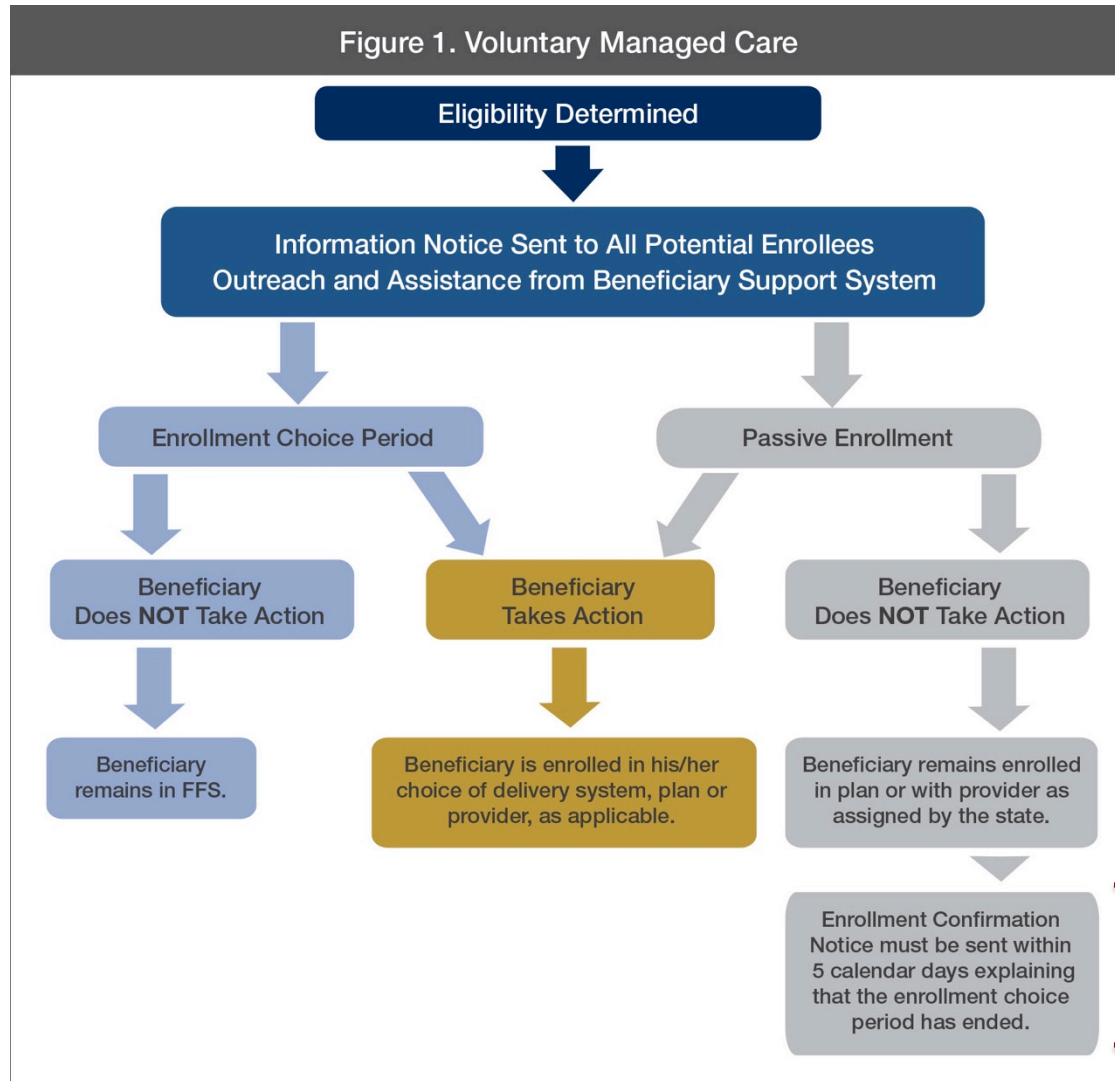 Figure 1. Voluntary Managed Care
Eligibility Determined
Information Notice Sent to All Potential Enrollees
Outreach and Assistance from Beneficiary Support System
Enrollment Choice Period
Passive Enrollment
Beneficiary
Does NOT Take Action
Beneficiary
Takes Action
Beneficiary
Does NOT Take Action
Beneficiary
remains in FFS.
Beneficiary is enrolled in his/her
choice of delivery system, plan or
provider, as applicable.
Beneficiary remains enrolled
in plan or with provider as
assigned by the state.
Enrollment Confirmation
Notice must be sent within
5 calendar days explaining
that the enrollment choice
period has ended.